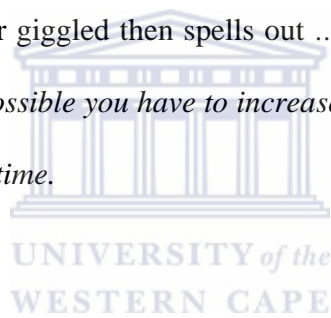 r giggled then spells out ..
ossible you have to increase
time.
UNIVERSITY of the
WESTERN CAPE